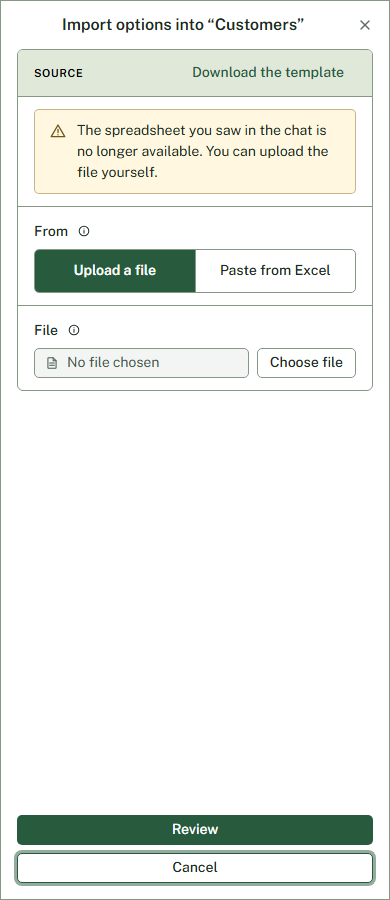 Import options into “Customers”
SOURCE
Download the template
The spreadsheet you saw in the chat is
no longer available. You can upload the
file yourself.
From
Upload a file
Paste from Excel
File
No file chosen
Choose file
Review
Cancel